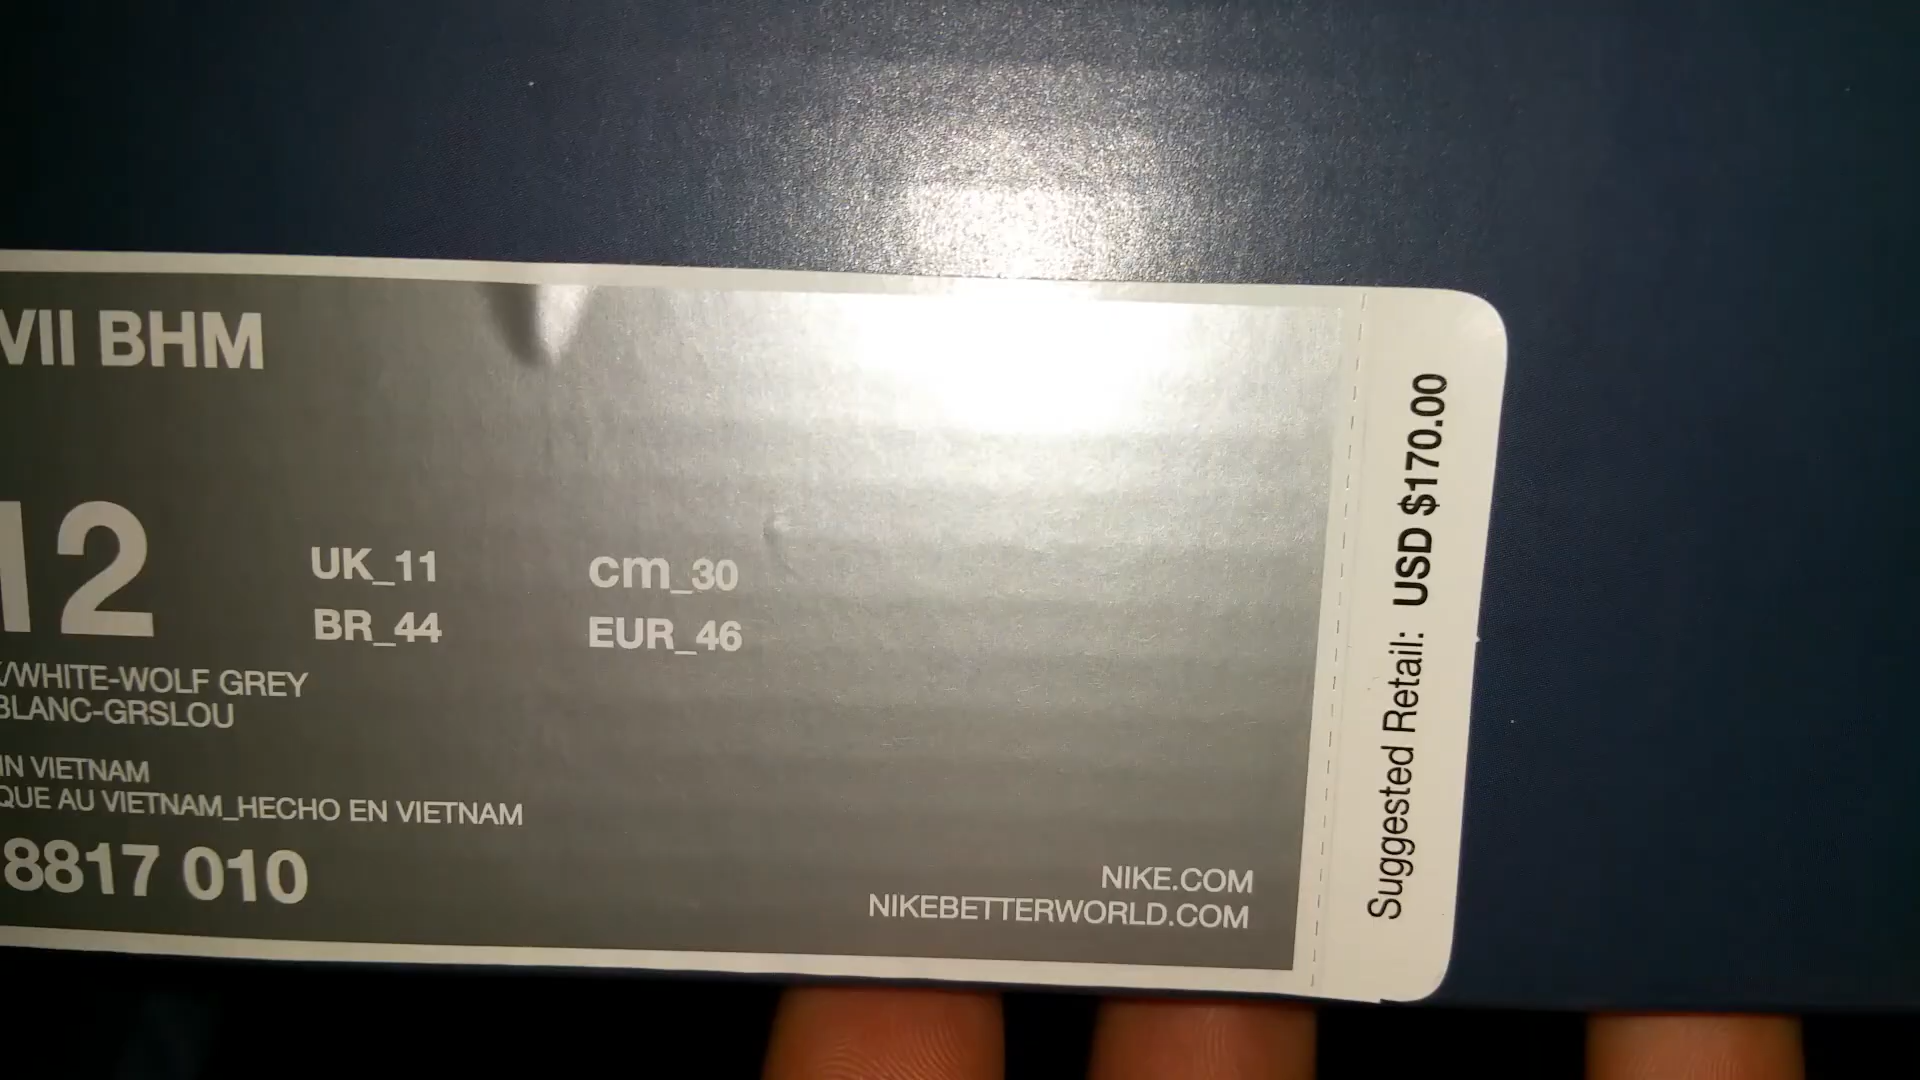 VII BHM
12
UK_11
cm_30
BR_44
EUR_46
/WHITE-WOLF GREY
BLANC-GRSLOU
IN VIETNAM
QUE AU VIETNAM_HECHO EN VIETNAM
8817 010
NIKE.COM
NIKEBETTERWORLD.COM
Suggested Retail: USD $170.00